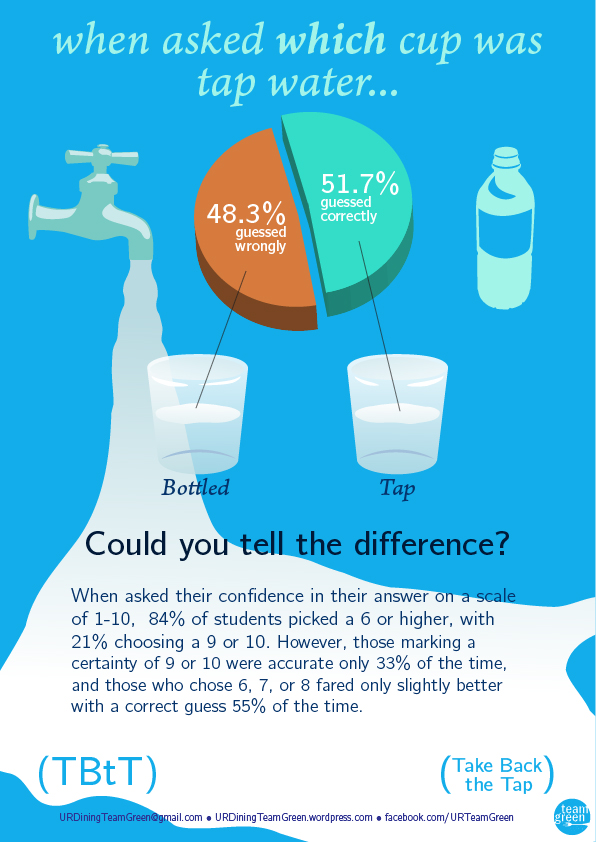 when asked which cup was
tap water...
51.7%
guessed
correctly
48.3%
guessed
wrongly
Bottled
Tap
Could you tell the difference?
When asked their confidence in their answer on a scale
of 1-10, 84% of students picked a 6 or higher, with
21% choosing a 9 or 10. However, those marking a
certainty of 9 or 10 were accurate only 33% of the time,
and those who chose 6, 7, or 8 fared only slightly better
with a correct guess 55% of the time.
(TBtT)
(Take Back
the Tap)
URDiningTeamGreen@gmail.com • URDiningTeamGreen.wordpress.com • facebook.com/URTeamGreen
team
green